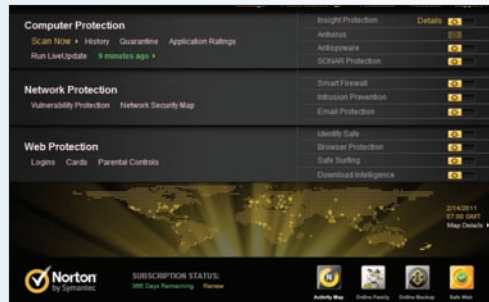 Computer Protection
Scan Now History Quarantine Application Ratings
Run LiveUpdate 9 minutes ago
Insight Protection Details
Antivirus
Antispyware
SONAR Protection
Network Protection
Vulnerability Protection Network Security Map
Smart Firewall
Intrusion Prevention
Email Protection
Web Protection
Logins Cards Parental Controls
Identity Safe
Browser Protection
Safe Surfing
Download Intelligence
2/14/2011
07:00 GMT
Map Details
Norton
by Symantec
SUBSCRIPTION STATUS:
Days Remaining Renew
Activity Map Online Family Online Backup Safe Web